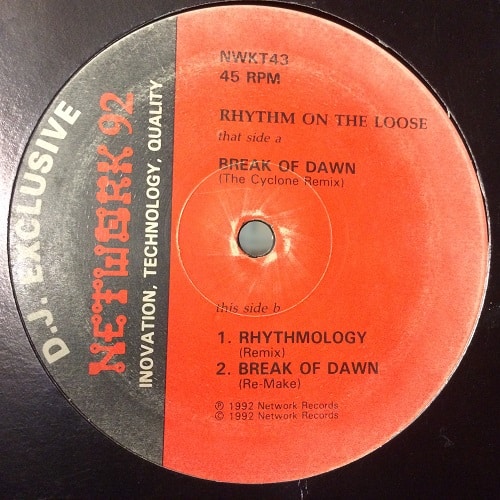 D.J. EXCLUSIVE
NETWORK 92
INOVATION, TECHNOLOGY, QUALITY
NWKT43
45 RPM
RHYTHM ON THE LOOSE
that side a
BREAK OF DAWN
(The Cyclone Remix)
this side b
1. RHYTHMOLOGY
(Remix)
2. BREAK OF DAWN
(Re-Make)
℗ 1992 Network Records
© 1992 Network Records